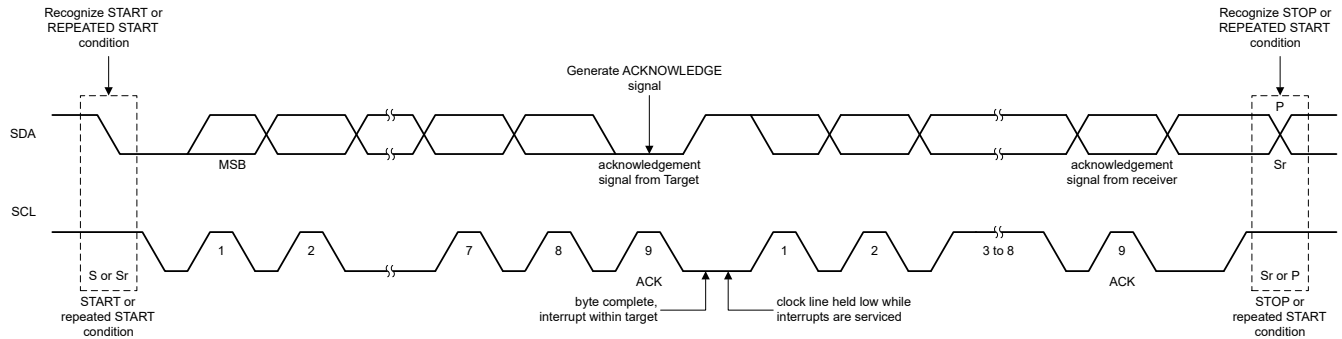 Recognize START or
REPEATED START
condition
Recognize STOP or
REPEATED START
condition
Generate ACKNOWLEDGE
signal
P
SDA
MSB
acknowledgement
signal from Target
acknowledgement
signal from receiver
Sr
SCL
1
2
7
8
9
1
2
3 to 8
9
S or Sr
ACK
ACK
Sr or P
START or
repeated START
condition
byte complete,
interrupt within target
clock line held low while
interrupts are serviced
STOP or
repeated START
condition